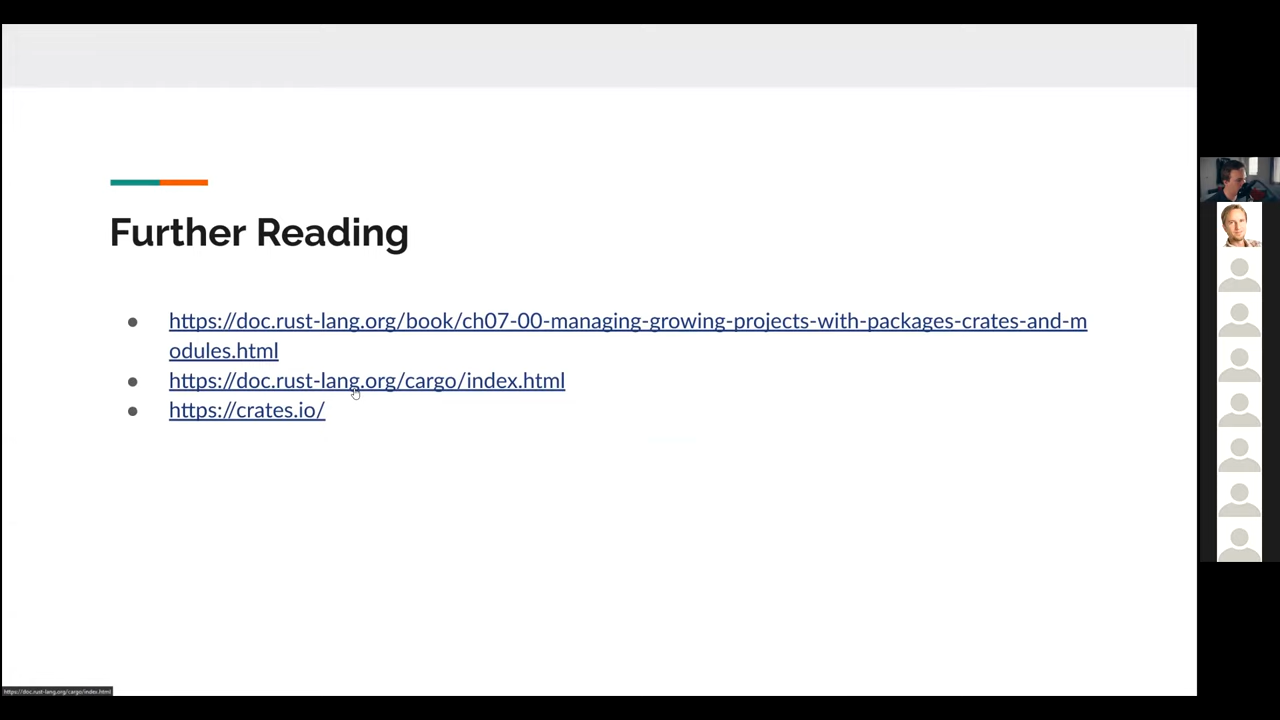 Further Reading
● https://doc.rust-lang.org/book/ch07-00-managing-growing-projects-with-packages-crates-and-m
odules.html
● https://doc.rust-lang.org/cargo/index.html
● https://crates.io/
https://doc.rust-lang.org/cargo/index.html